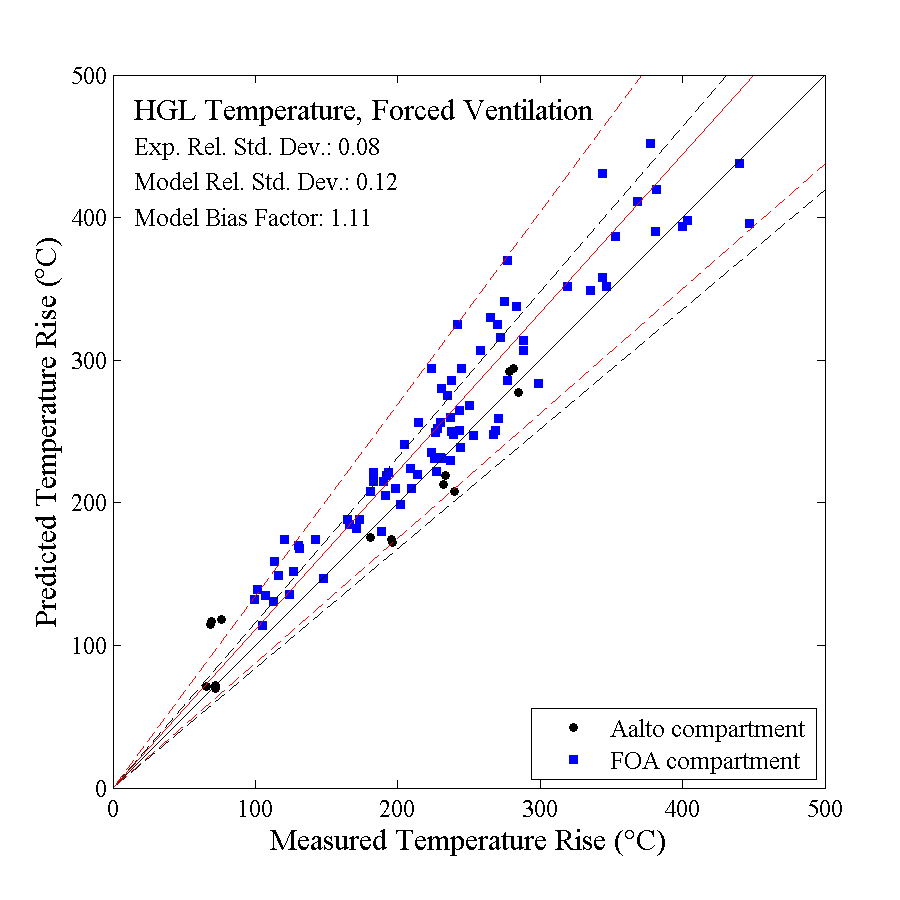 500
HGL Temperature, Forced Ventilation
Exp. Rel. Std. Dev.: 0.08
Model Rel. Std. Dev.: 0.12
Model Bias Factor: 1.11
400
300
200
100
0
Predicted Temperature Rise (°C)
Aalto compartment
FOA compartment
0 100 200 300 400 500
Measured Temperature Rise (°C)